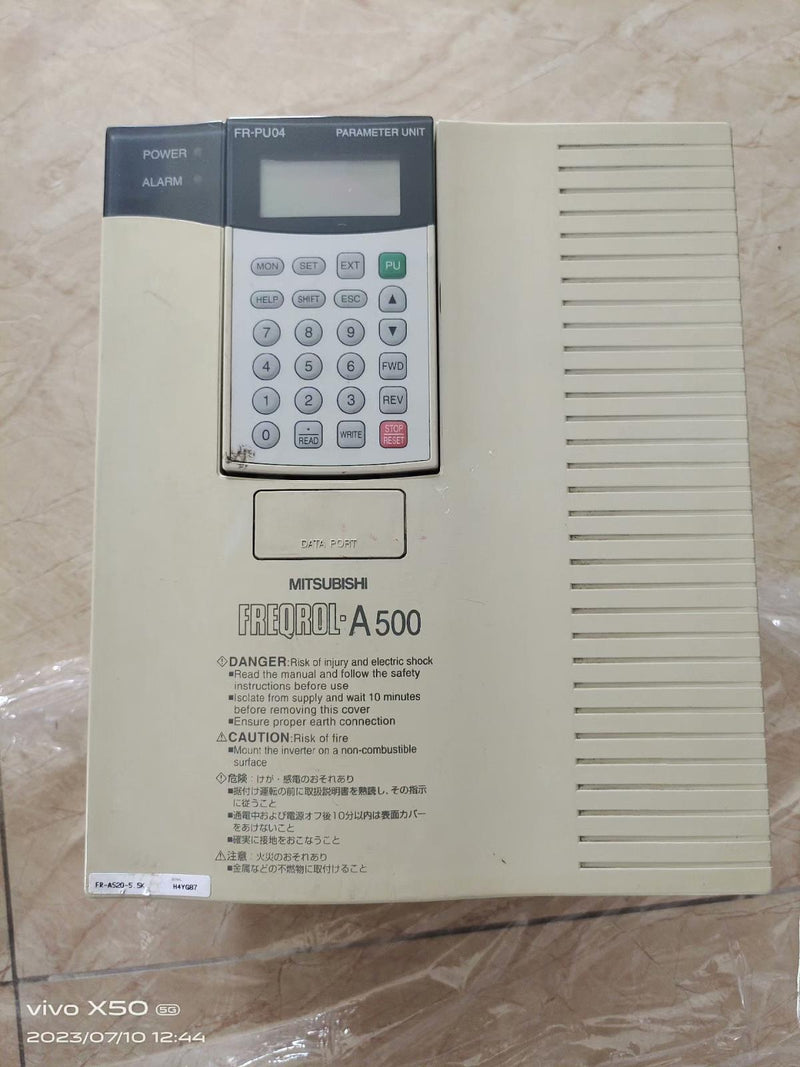 FR-PU04 PARAMETER UNIT
POWER
ALARM
MON SET EXT PU
HELP SHIFT ESC ▲
7 8 9 ▼
4 5 6 FWD
1 2 3 REV
0 · READ WRITE STOP RESET
DATA PORT
MITSUBISHI
FREQROL-A500
DANGER:Risk of injury and electric shock
■Read the manual and follow the safety
instructions before use
■Isolate from supply and wait 10 minutes
before removing this cover
■Ensure proper earth connection
CAUTION:Risk of fire
■Mount the inverter on a non-combustible
surface
危険：けが・感電のおそれあり
■据付け運転の前に取扱説明書を熟読し、その指示
に従うこと
■通電中および電源オフ後10分以内は表面カバー
をあけないこと
■確実に接地をおこなうこと
注意：火災のおそれあり
■金属などの不燃物に取付けること
FR-A520-5.5K H4YG87
vivo X50 5G
2023/07/10 12:44